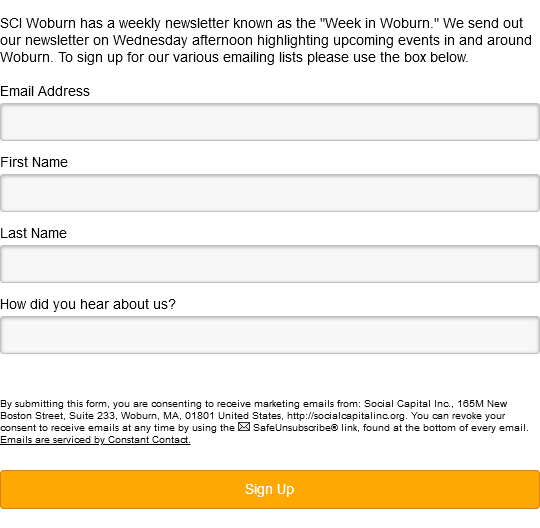 SCI Woburn has a weekly newsletter known as the "Week in Woburn." We send out
our newsletter on Wednesday afternoon highlighting upcoming events in and around
Woburn. To sign up for our various emailing lists please use the box below.
Email Address
First Name
Last Name
How did you hear about us?
By submitting this form, you are consenting to receive marketing emails from: Social Capital Inc., 165M New
Boston Street, Suite 233, Woburn, MA, 01801 United States, http://socialcapitalinc.org. You can revoke your
consent to receive emails at any time by using the SafeUnsubscribe® link, found at the bottom of every email.
Emails are serviced by Constant Contact.
Sign Up